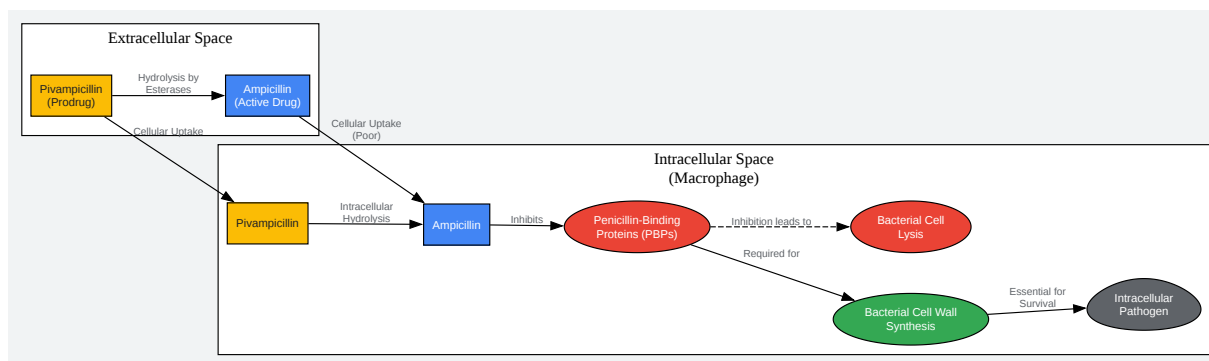 Extracellular Space
Pivampicillin
(Prodrug)
Hydrolysis by
Esterases
Ampicillin
(Active Drug)
Cellular Uptake
Cellular Uptake
(Poor)
Intracellular Space
(Macrophage)
Pivampicillin
Intracellular
Hydrolysis
Ampicillin
Inhibits
Penicillin-Binding
Proteins (PBPs)
Inhibition leads to
Bacterial Cell
Lysis
Required for
Bacterial Cell Wall
Synthesis
Essential for
Survival
Intracellular
Pathogen